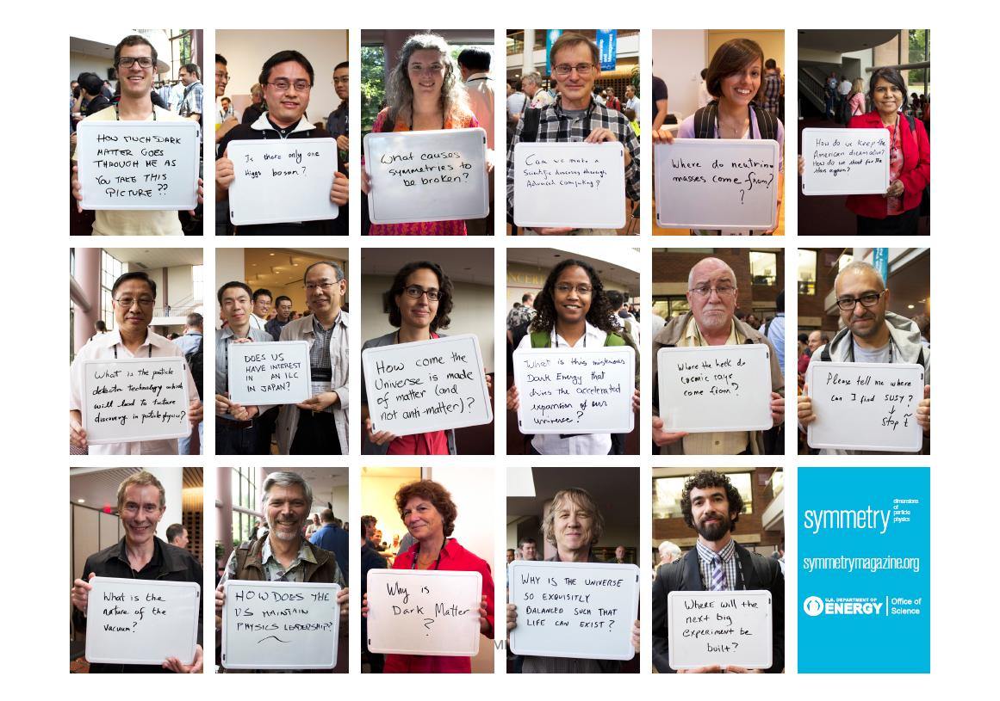 HOW MUCH DARK
MATTER GOES
THROUGH ME AS
YOU TAKE THIS
PICTURE ??
Is there only one
Higgs boson?
What causes
symmetries to
be broken?
Can we make a
Scientific discovery through
Advanced Computing?
Where do neutrino
masses come from?
?
How do we keep the
American dream alive?
How do we shoot for the
stars again?
What is the particle
detector technology which
will lead to future
discovery in particle physics?
DOES US
HAVE INTEREST
IN AN ILC
IN JAPAN?
How come the
Universe is made
of matter (and
not anti-matter)?
What is this misterious
Dark Energy that
drives the accelerated
expansion of our
universe?
Where the heck do
cosmic rays
come from?
Please tell me where
can I find SUSY?
↓
stop t̃
What is the
nature of the
vacuum?
HOW DOES THE
US MAINTAIN
PHYSICS LEADERSHIP?
Why is
Dark Matter
?
WHY IS THE UNIVERSE
SO EXQUISITLY
BALANCED SUCH THAT
LIFE CAN EXIST?
WHERE will the
next big
experiment be
built?
symmetry
dimensions
of
particle
physics
symmetrymagazine.org
U.S. DEPARTMENT OF
ENERGY
Office of
Science